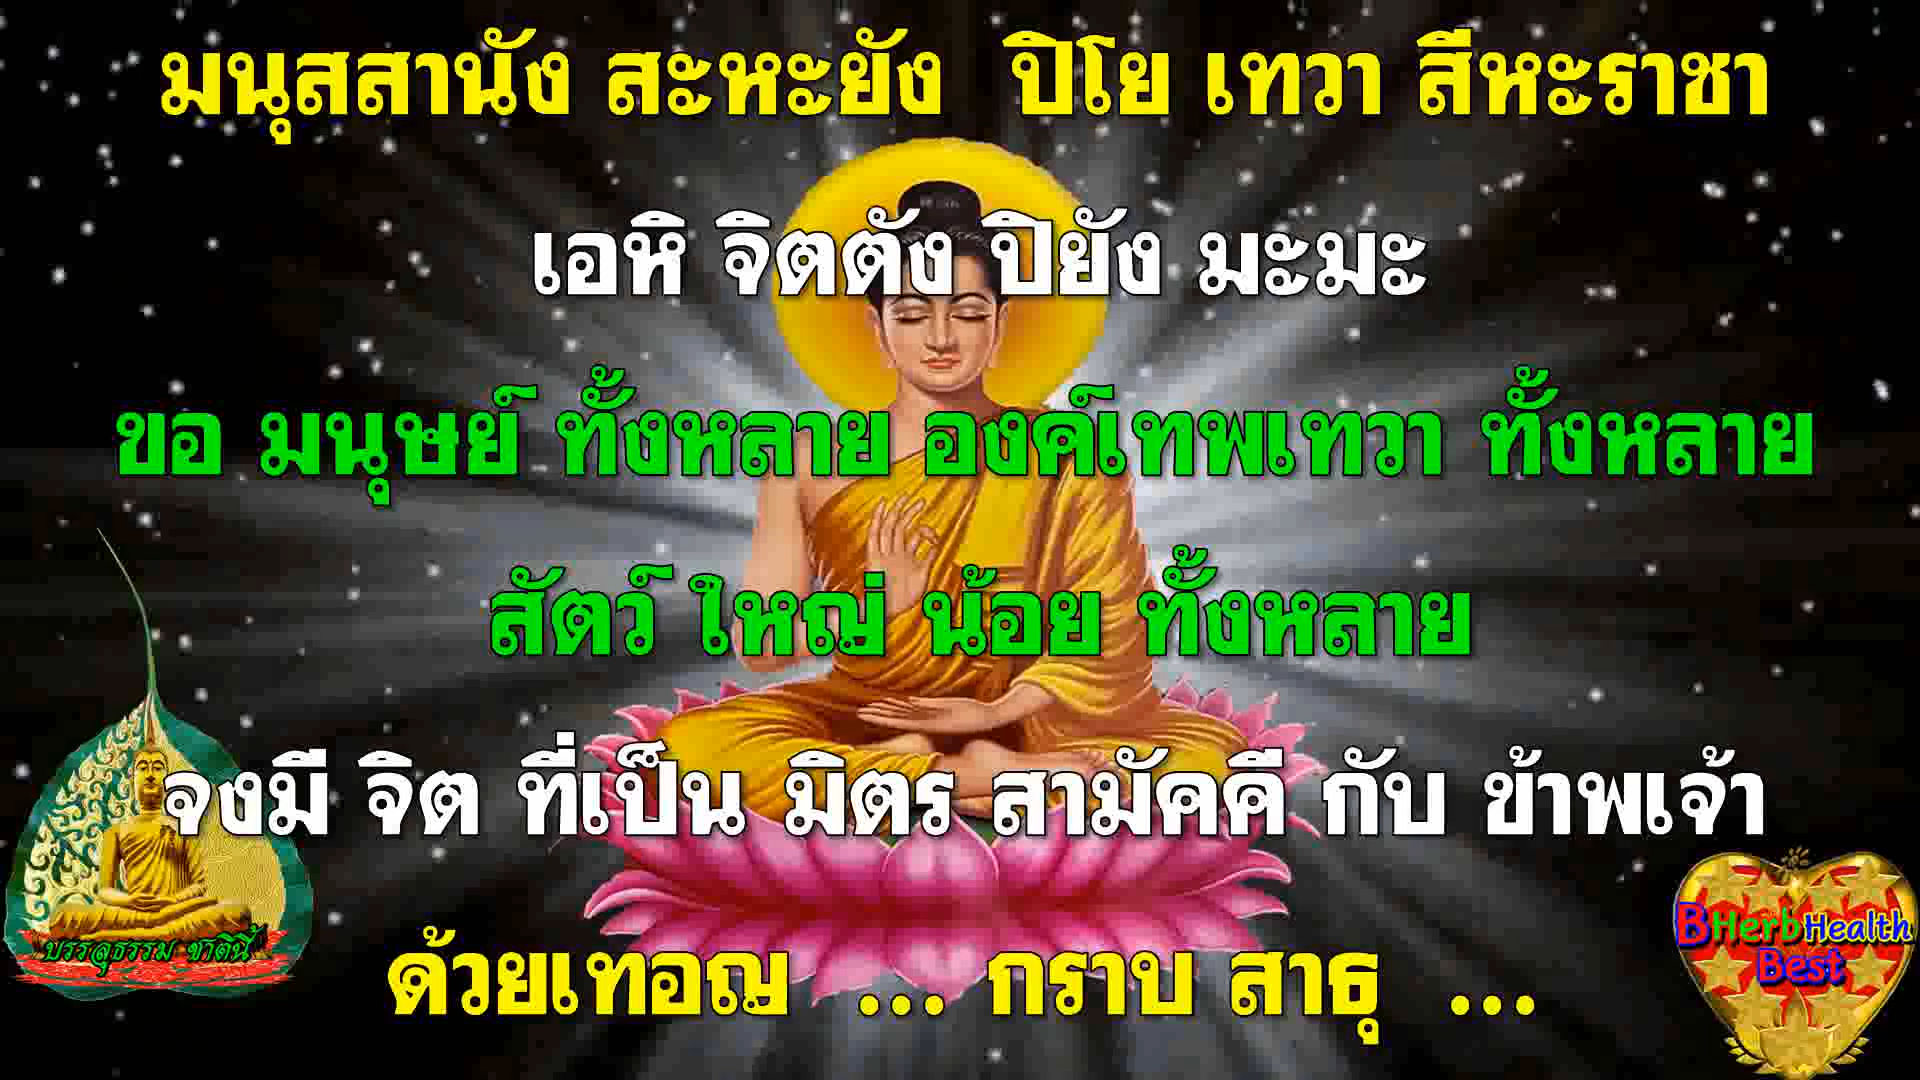 มนุสสานัง สะหะยัง ปิโย เทวา สีหะราชา
เอหิ จิตตัง ปิยัง มะมะ
ขอ มนุษย์ ทั้งหลาย องค์เทพเทวา ทั้งหลาย
สัตว์ ใหญ่ น้อย ทั้งหลาย
จงมี จิต ที่เป็น มิตร สามัคคี กับ ข้าพเจ้า
ด้วยเทอญ ... กราบ สาธุ ...
บรรลุธรรม ชาตินี้
BHerbHealth
Best